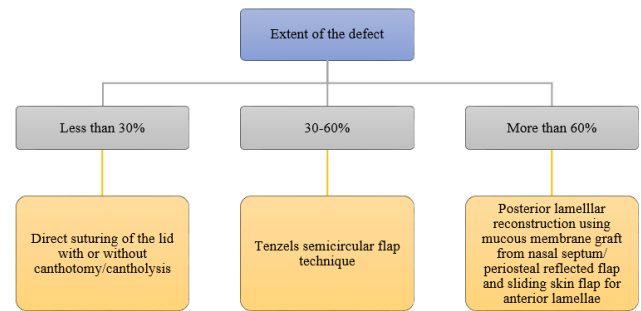 Extent of the defect
Less than 30%
30-60%
More than 60%
Direct suturing of the lid
with or without
canthotomy/cantholysis
Tenzels semicircular flap
technique
Posterior lamelllar
reconstruction using
mucous membrane graft
from nasal septum/
periosteal reflected flap
and sliding skin flap for
anterior lamellae